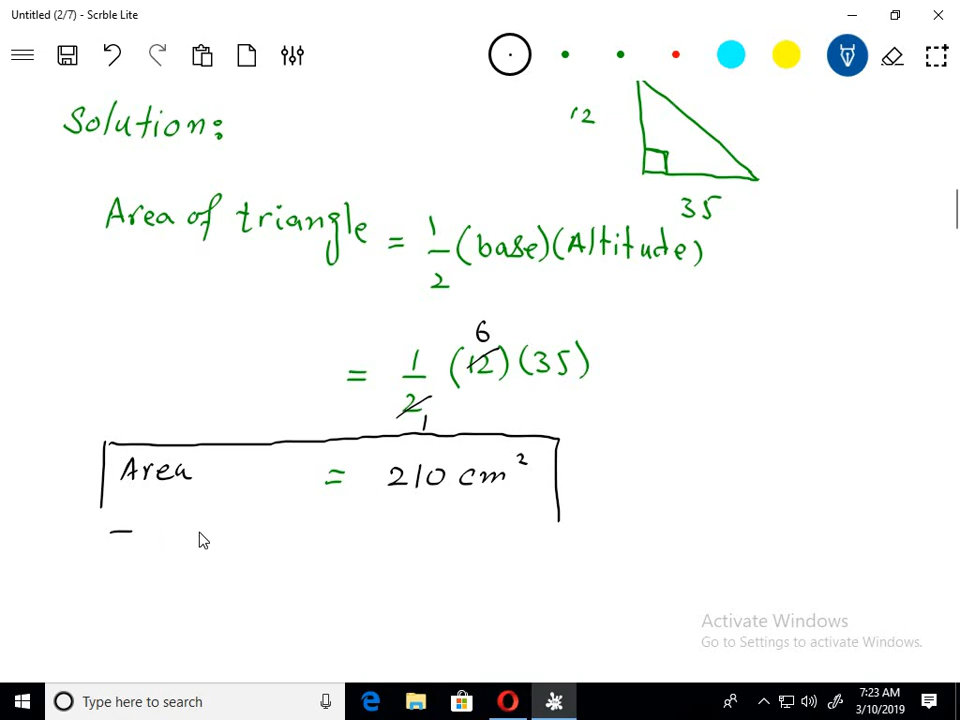 Untitled (2/7) - Scrble Lite
Solution:
12
35
Area of triangle = 1/2 (base)(Altitude)
6
= 1/2 (12)(35)
1
Area = 210 cm²
Activate Windows
Go to Settings to activate Windows.
Type here to search
7:23 AM
3/10/2019